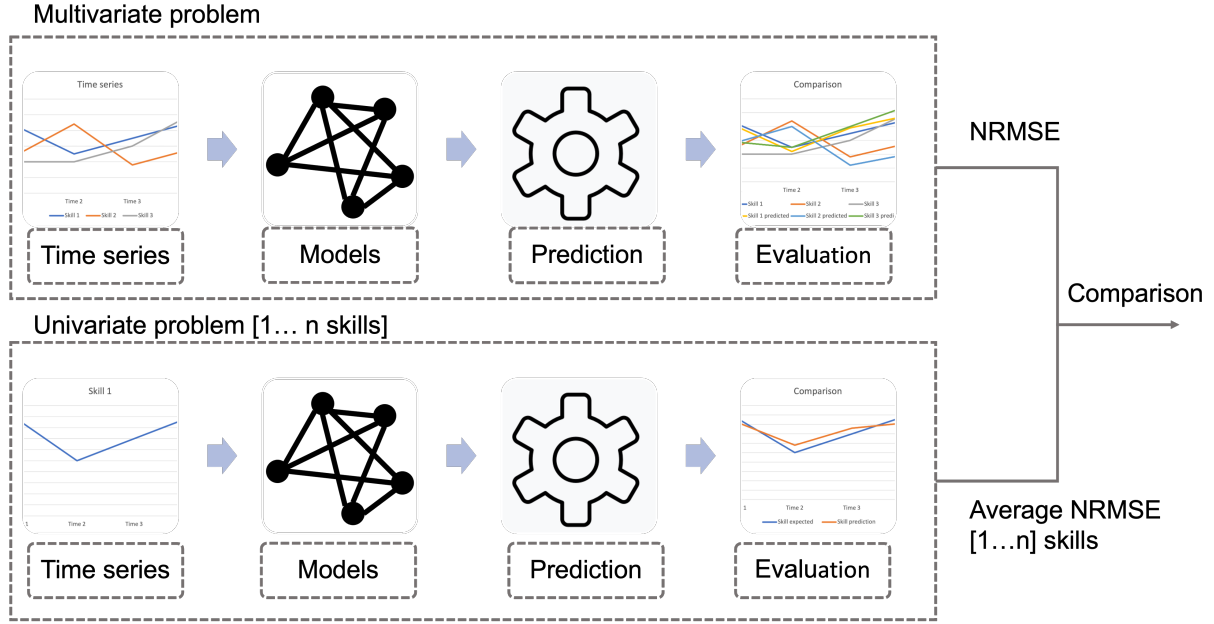 Multivariate problem
Time series
Time 2 Time 3
Skill 1 Skill 2 Skill 3
Time series
Models
Prediction
Comparison
Time 2 Time 3
Skill 1 Skill 2 Skill 3
Skill 1 predicted Skill 2 predicted Skill 3 predi
Evaluation
NRMSE
Comparison
Univariate problem [1... n skills]
Skill 1
1 Time 2 Time 3
Time series
Models
Prediction
Comparison
1 Time 2 Time 3
Skill expected Skill prediction
Evaluation
Average NRMSE
[1...n] skills